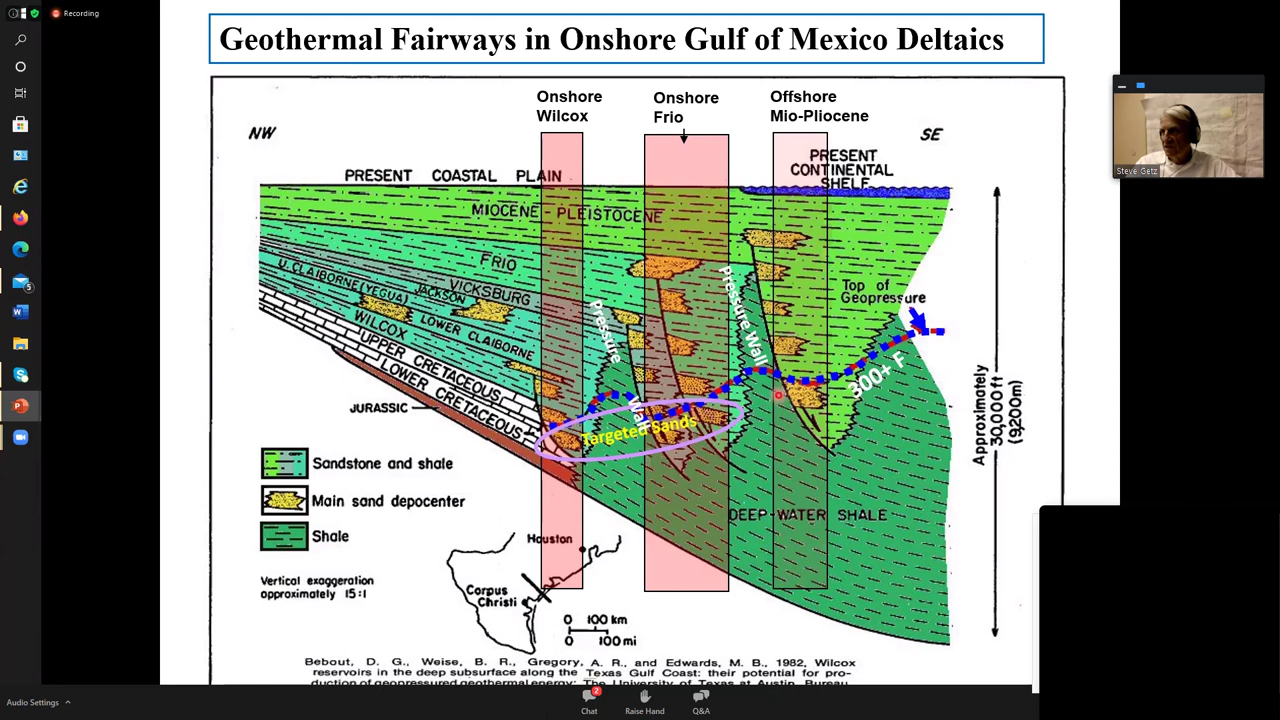 Recording
Geothermal Fairways in Onshore Gulf of Mexico Deltaics
Onshore
Wilcox
Onshore
Frio
Offshore
Mio-Pliocene
NW
SE
PRESENT COASTAL PLAIN
PRESENT
CONTINENTAL
SHELF
MIOCENE - PLEISTOCENE
FRIO
VICKSBURG
JACKSON
U. CLAIBORNE (YEGUA)
LOWER CLAIBORNE
WILCOX
UPPER CRETACEOUS
LOWER CRETACEOUS
JURASSIC
Pressure
Wall
Pressure Wall
Top of
Geopressure
300+ F
Targeted Sands
DEEP-WATER SHALE
Approximately
30,000 ft
(9,200m)
Sandstone and shale
Main sand depocenter
Shale
Vertical exaggeration
approximately 15:1
Houston
Corpus
Christi
0 100 km
0 100 mi
Bebout, D. G., Weise, B. R., Gregory, A. R., and Edwards, M. B., 1982, Wilcox
reservoirs in the deep subsurface along the Texas Gulf Coast: their potential for pro-
duction of geopressured geothermal energy: The University of Texas at Austin, Bureau
Steve Getz
5
Audio Settings
2
Chat
Raise Hand
Q&A